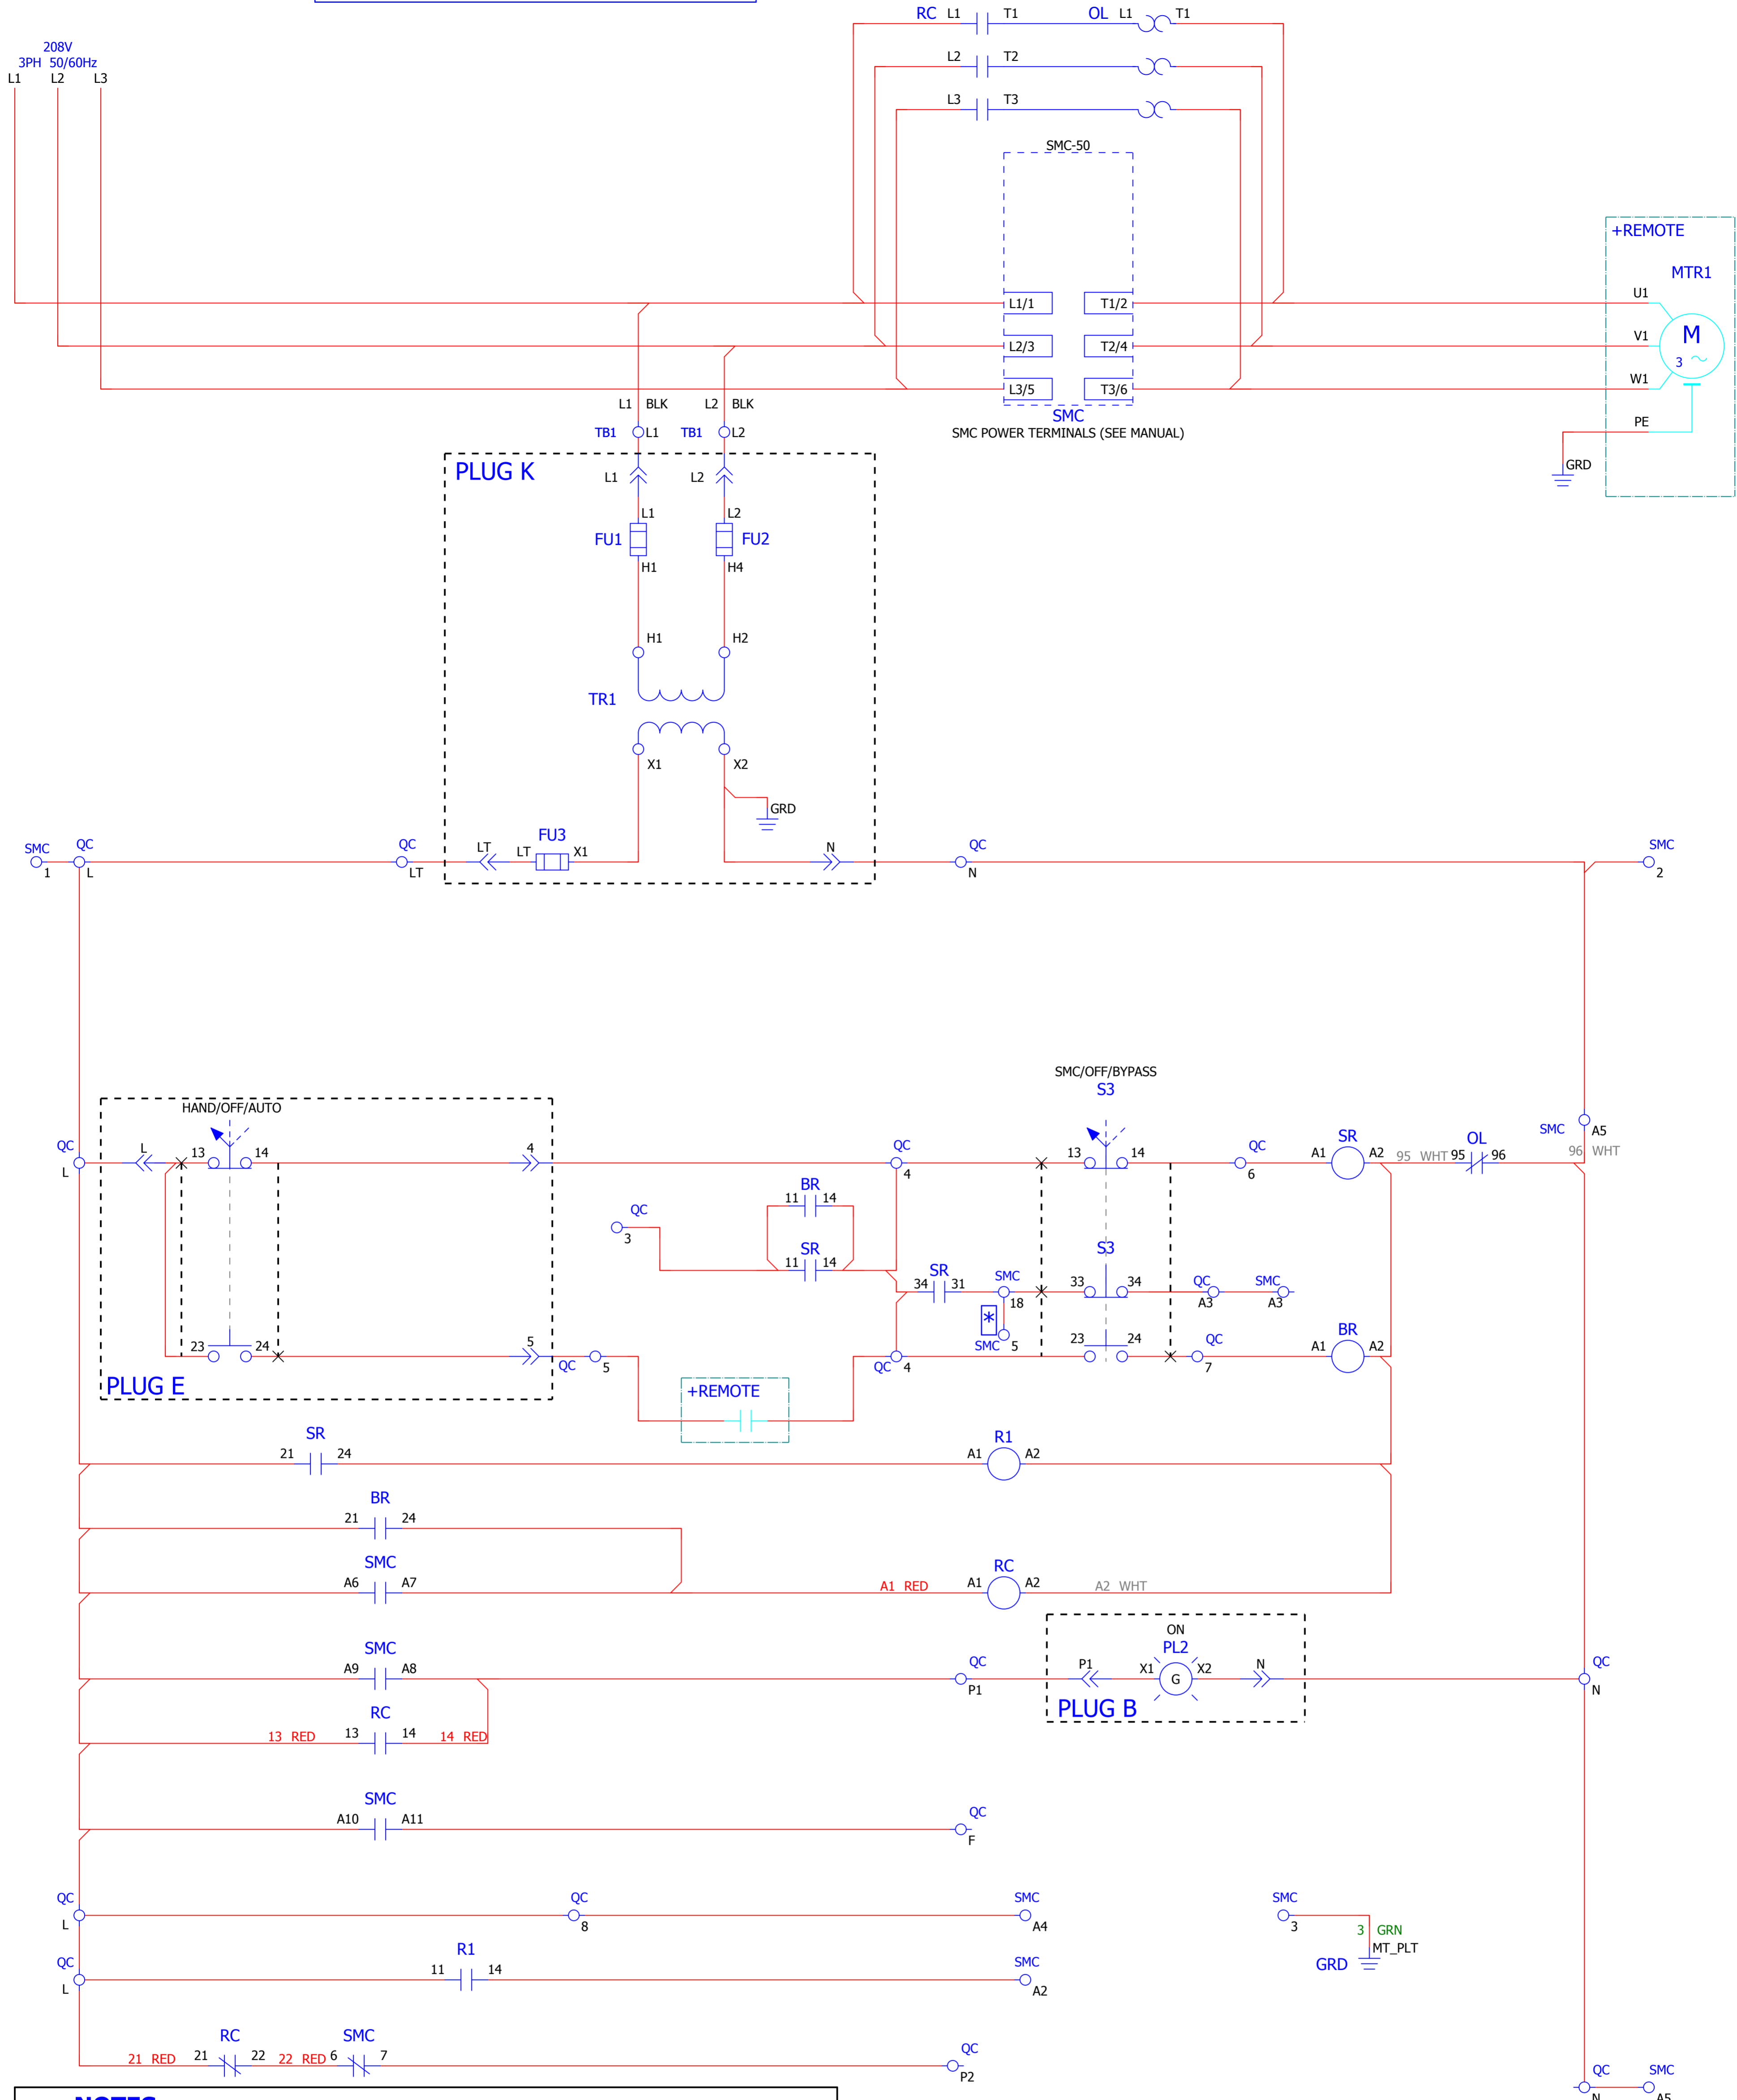 RC L1 T1 OL L1 T1
208V
3PH 50/60Hz
L1 L2 L3
L2 T2
L3 T3
SMC-50
+REMOTE
MTR1
L1/1 T1/2 U1
L2/3 T2/4 V1
M
3
L3/5 T3/6 W1
L1 BLK L2 BLK
SMC
PE
TB1 L1 TB1 L2
SMC POWER TERMINALS (SEE MANUAL)
GRD
PLUG K
L1 L2
L1 L2
FU1 FU2
H1 H4
H1 H2
TR1
X1 X2
GRD
FU3
SMC QC QC LT LT X1 N QC SMC
1 L LT N 2
SMC/OFF/BYPASS
S3
HAND/OFF/AUTO
SMC A5
QC L 13 14 4 QC 13 14 QC SR OL
A1 A2 95 WHT 95 96 96 WHT
L 4 6
BR
11 14
QC
3
SR
11 14
S3
SR
34 31 SMC 33 34 QC SMC
18 A3 A3
*
SMC 5
23 24 5 QC 5 QC 4 23 24 QC 7 BR
A1 A2
PLUG E
+REMOTE
SR
21 24
R1
A1 A2
BR
21 24
SMC
A6 A7
RC
A1 RED A1 A2 A2 WHT
ON
SMC PL2
A9 A8 QC P1 X1 G X2 N QC
P1 N
PLUG B
RC
13 RED 13 14 14 RED
SMC
A10 A11 QC
F
QC QC SMC SMC
L 8 A4 3
3 GRN
MT_PLT
GRD
QC R1 SMC
L 11 14 A2
RC SMC
21 RED 21 22 22 RED 6 7 QC
P2
QC SMC
N A5
NOTES